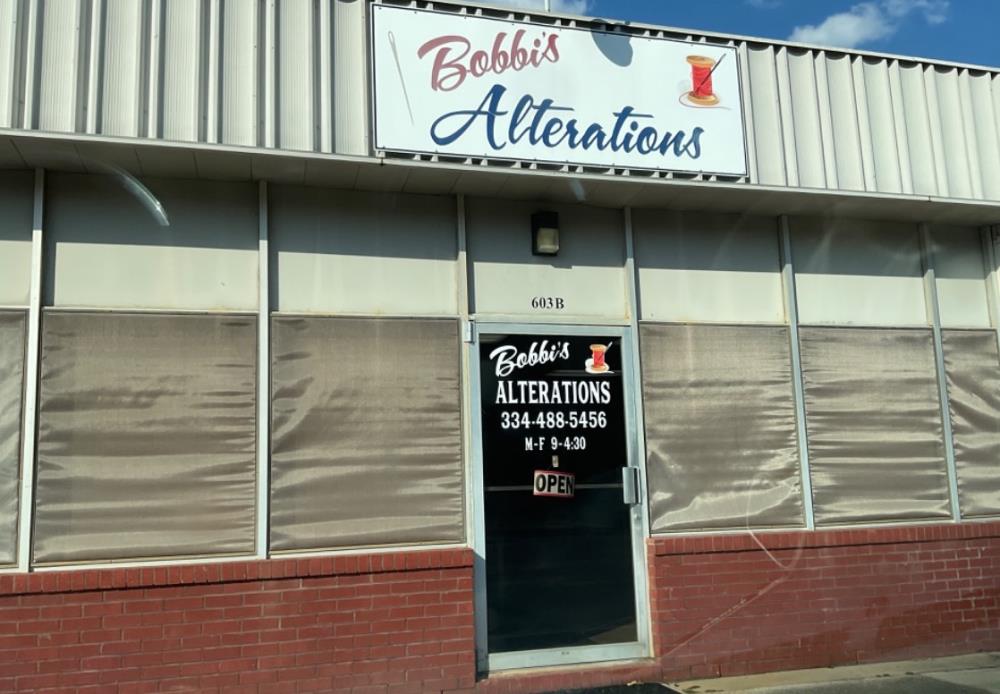 Bobbi's
Alterations
603B
Bobbi's
ALTERATIONS
334-488-5456
M-F 9-4:30
OPEN